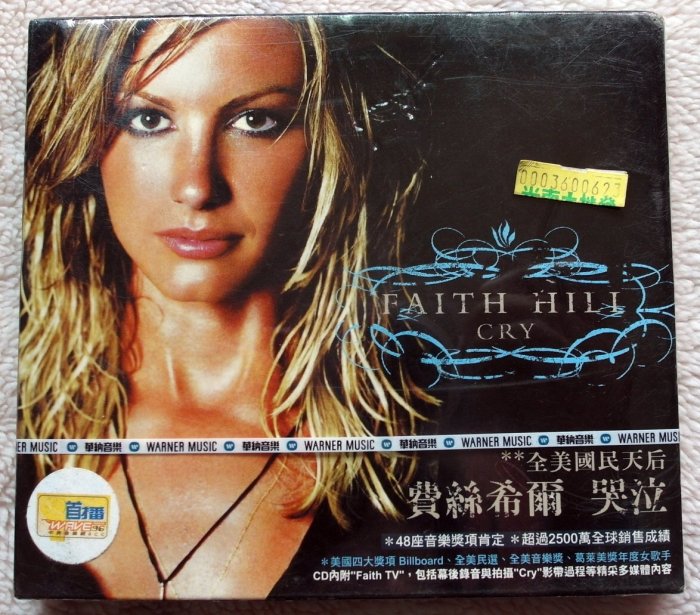 0003600623
FAITH HILL
CRY
ER MUSIC 華納音樂 WARNER MUSIC 華納音樂 WARNER MUSIC 華納音樂 WARNER MUSIC 華納音樂 WARNER MUSIC
**全美國民天后
費絲希爾 哭泣
*48座音樂獎項肯定 *超過2500萬全球銷售成績
*美國四大獎項 Billboard、全美民選、全美音樂獎、葛萊美獎年度女歌手
CD內附"Faith TV"，包括幕後錄音與拍攝"Cry"影帶過程等精采多媒體內容
首播
WAVE